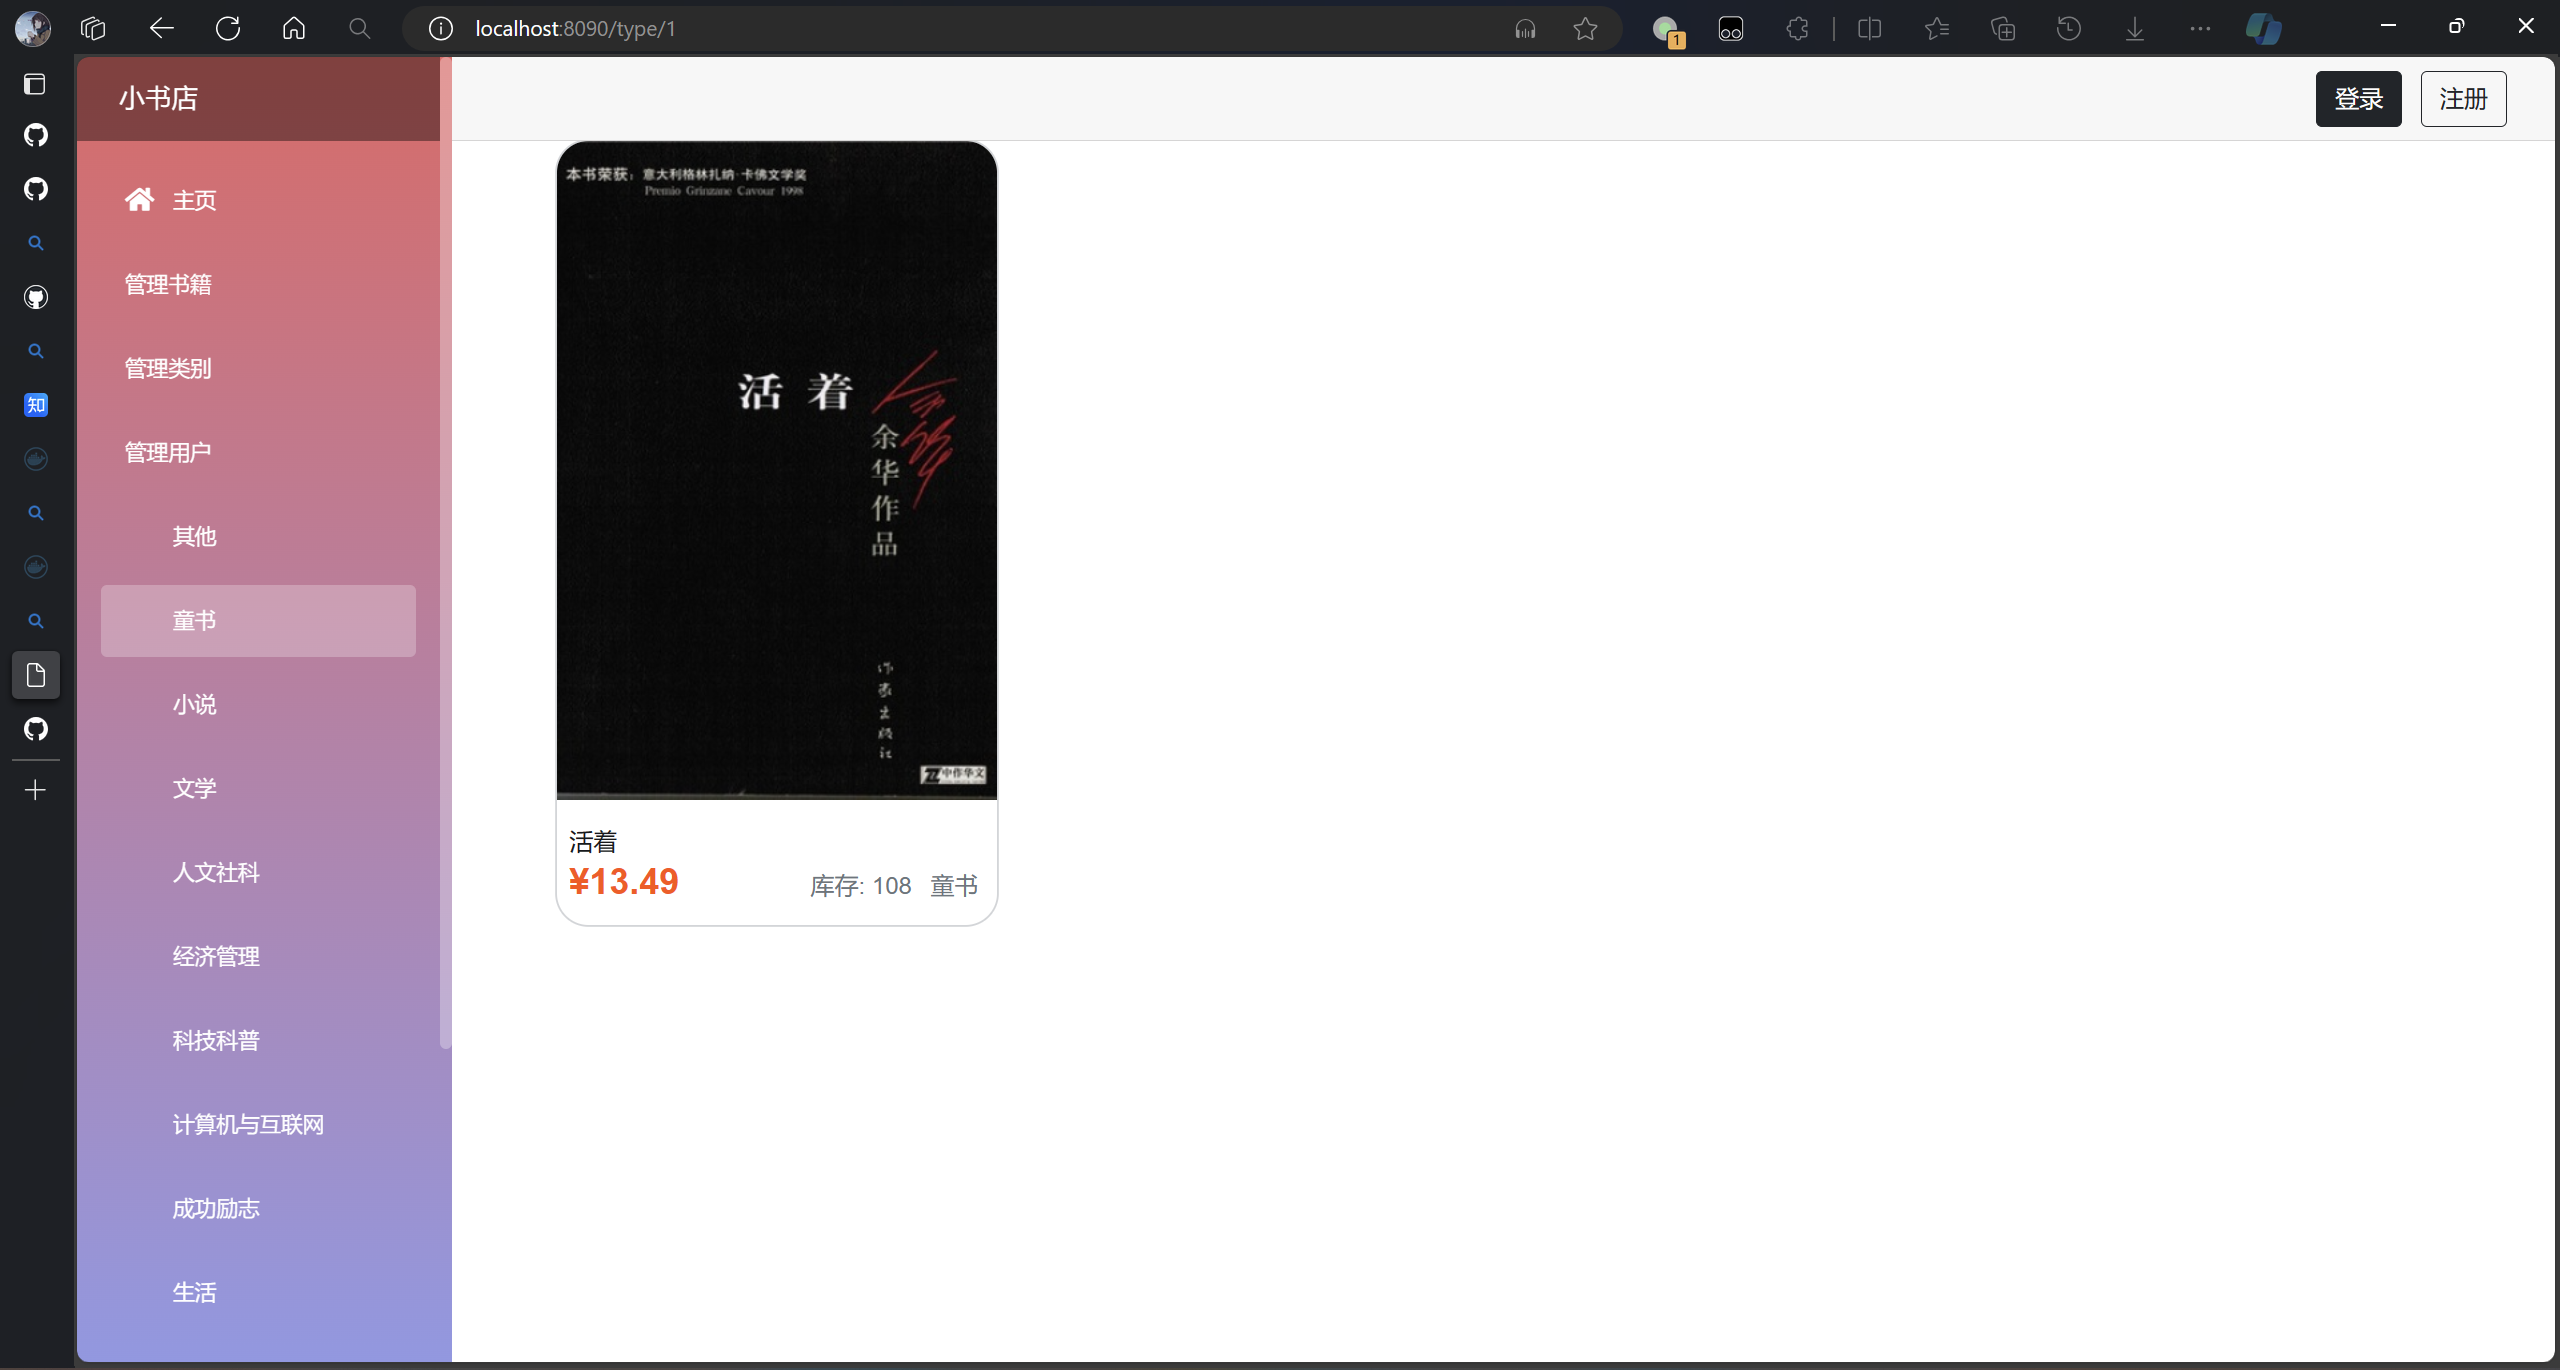 localhost:8090/type/1
1
小书店
登录
注册
主页
管理书籍
管理类别
管理用户
其他
童书
小说
文学
人文社科
经济管理
科技科普
计算机与互联网
成功励志
生活
知
本书荣获：意大利格林扎纳·卡佛文学奖
Premio Grinzane Cavour 1998
活着
余华作品
作家出版社
中作华文
活着
¥13.49
库存: 108 童书